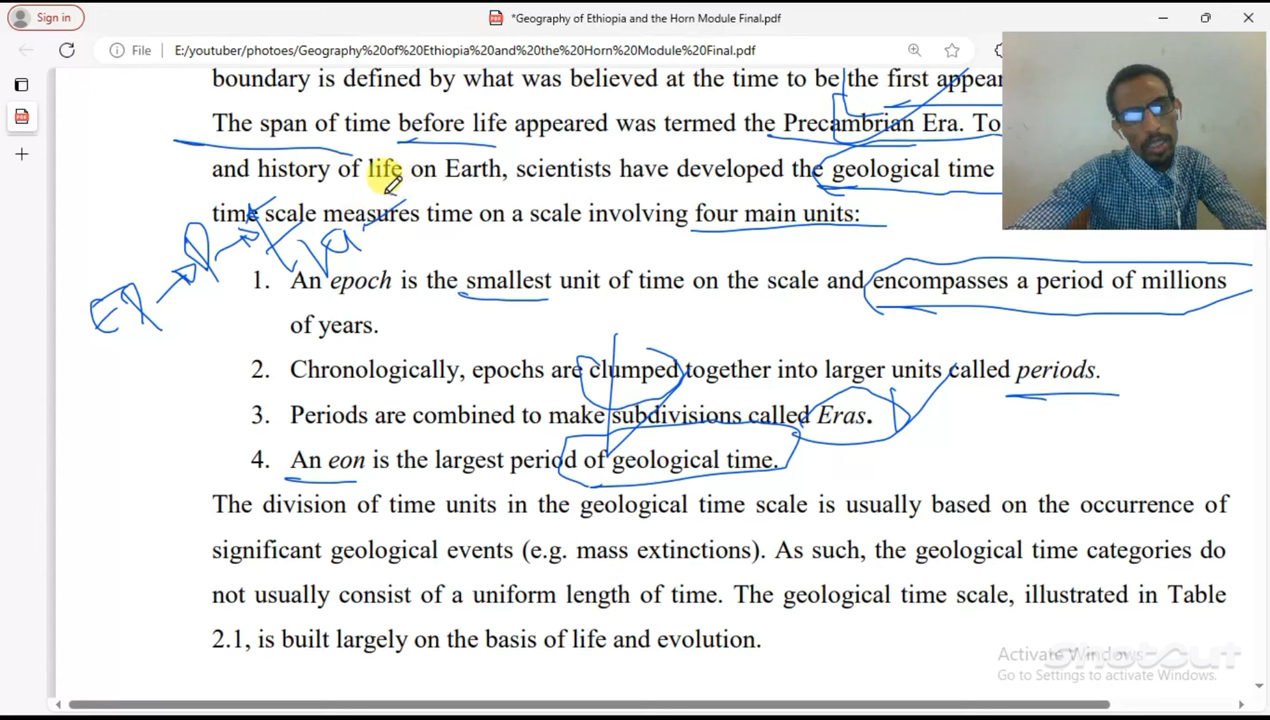 Sign in
*Geography of Ethiopia and the Horn Module Final.pdf
File | E:/youtuber/photoes/Geography%20of%20Ethiopia%20and%20the%20Horn%20Module%20Final.pdf
boundary is defined by what was believed at the time to be the first appear
The span of time before life appeared was termed the Precambrian Era. To
and history of life on Earth, scientists have developed the geological time
time scale measures time on a scale involving four main units:
1. An epoch is the smallest unit of time on the scale and encompasses a period of millions
of years.
2. Chronologically, epochs are clumped together into larger units called periods.
3. Periods are combined to make subdivisions called Eras.
4. An eon is the largest period of geological time.
The division of time units in the geological time scale is usually based on the occurrence of
significant geological events (e.g. mass extinctions). As such, the geological time categories do
not usually consist of a uniform length of time. The geological time scale, illustrated in Table
2.1, is built largely on the basis of life and evolution.
Activate Windows
Go to Settings to activate Windows.